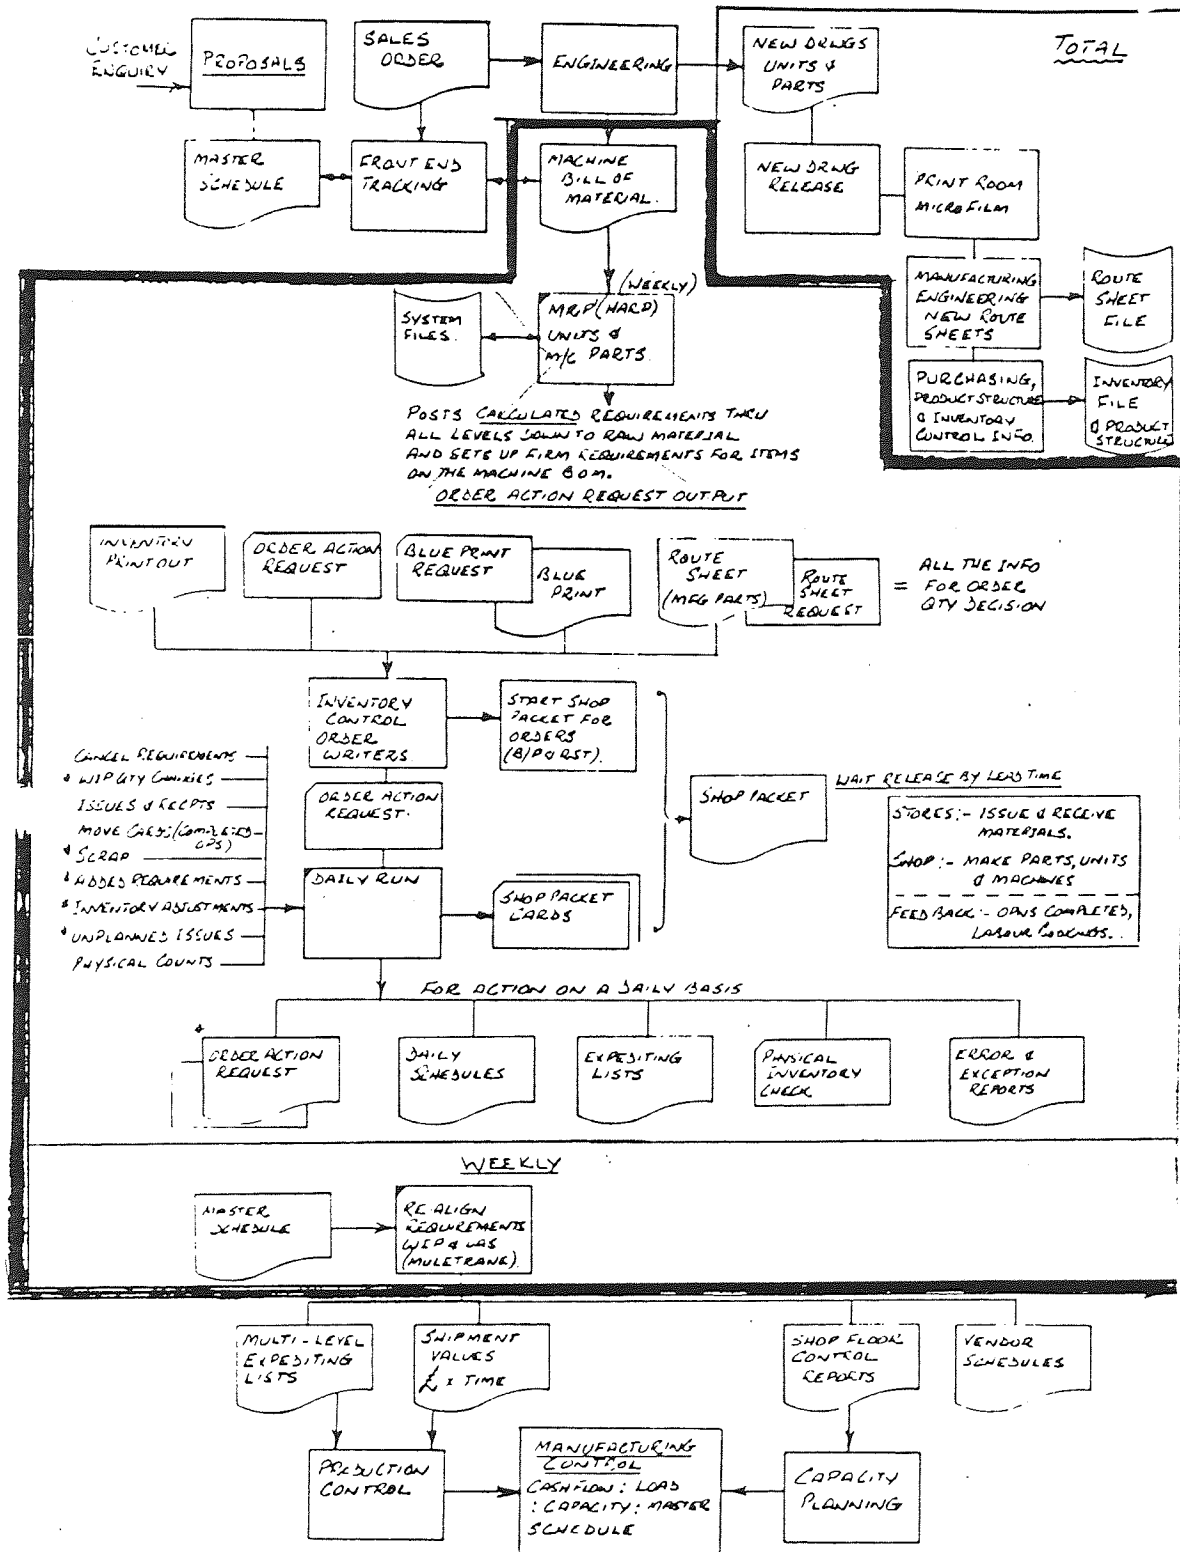 CUSTOMER
ENQUIRY
PROPOSALS
SALES
ORDER
ENGINEERING
NEW DRWGS
UNITS &
PARTS
TOTAL
MASTER
SCHEDULE
FRONT END
TRACKING
MACHINE
BILL OF
MATERIAL.
NEW DRWG
RELEASE
PRINT ROOM
MICROFILM
MANUFACTURING
ENGINEERING
NEW ROUTE
SHEETS
ROUTE
SHEET
FILE
PURCHASING,
PRODUCT STRUCTURE
& INVENTORY
CONTROL INFO.
INVENTORY
FILE
& PRODUCT
STRUCTURE
(WEEKLY)
SYSTEM
FILES.
MRP (HARD)
UNITS &
M/C PARTS.
POSTS CALCULATED REQUIREMENTS THRU
ALL LEVELS DOWN TO RAW MATERIAL
AND SETS UP FIRM REQUIREMENTS FOR ITEMS
ON THE MACHINE BOM.
ORDER ACTION REQUEST OUTPUT
INVENTORY
PRINTOUT
ORDER ACTION
REQUEST
BLUE PRINT
REQUEST
BLUE
PRINT
ROUTE
SHEET
(MFG PARTS)
ROUTE
SHEET
REQUEST
= ALL THE INFO
FOR ORDER
QTY DECISION
INVENTORY
CONTROL
ORDER
WRITERS
START SHOP
PACKET FOR
ORDERS
(B/P & RST).
CANCEL REQUIREMENTS
WIP QTY CHANGES
ISSUES & RECPTS
MOVE CARDS (COMPLETED
OPS)
SCRAP
ADDED REQUIREMENTS
INVENTORY ADJUSTMENTS
UNPLANNED ISSUES
PHYSICAL COUNTS
ORDER ACTION
REQUEST.
DAILY RUN
SHOP PACKET
CARDS
SHOP PACKET
WAIT RELEASE BY LEAD TIME
STORES:- ISSUE & RECEIVE
MATERIALS.
SHOP:- MAKE PARTS, UNITS
& MACHINES
FEEDBACK:- OPNS COMPLETED,
LABOUR BOOKINGS.
FOR ACTION ON A DAILY BASIS
ORDER ACTION
REQUEST
DAILY
SCHEDULES
EXPEDITING
LISTS
PHYSICAL
INVENTORY
CHECK
ERROR &
EXCEPTION
REPORTS
WEEKLY
MASTER
SCHEDULE
RE-ALIGN
REQUIREMENTS
WIP &
(MULETRANE).
MULTI-LEVEL
EXPEDITING
LISTS
SHIPMENT
VALUES
£ x TIME
SHOP FLOOR
CONTROL
REPORTS
VENDOR
SCHEDULES
PRODUCTION
CONTROL
MANUFACTURING
CONTROL
CASHFLOW : LOAD
: CAPACITY : MASTER
SCHEDULE
CAPACITY
PLANNING